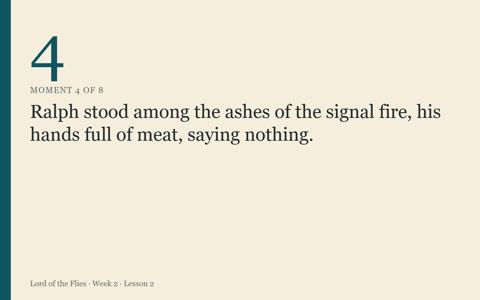 4
MOMENT 4 OF 8
Ralph stood among the ashes of the signal fire, his
hands full of meat, saying nothing.
Lord of the Flies · Week 2 · Lesson 2